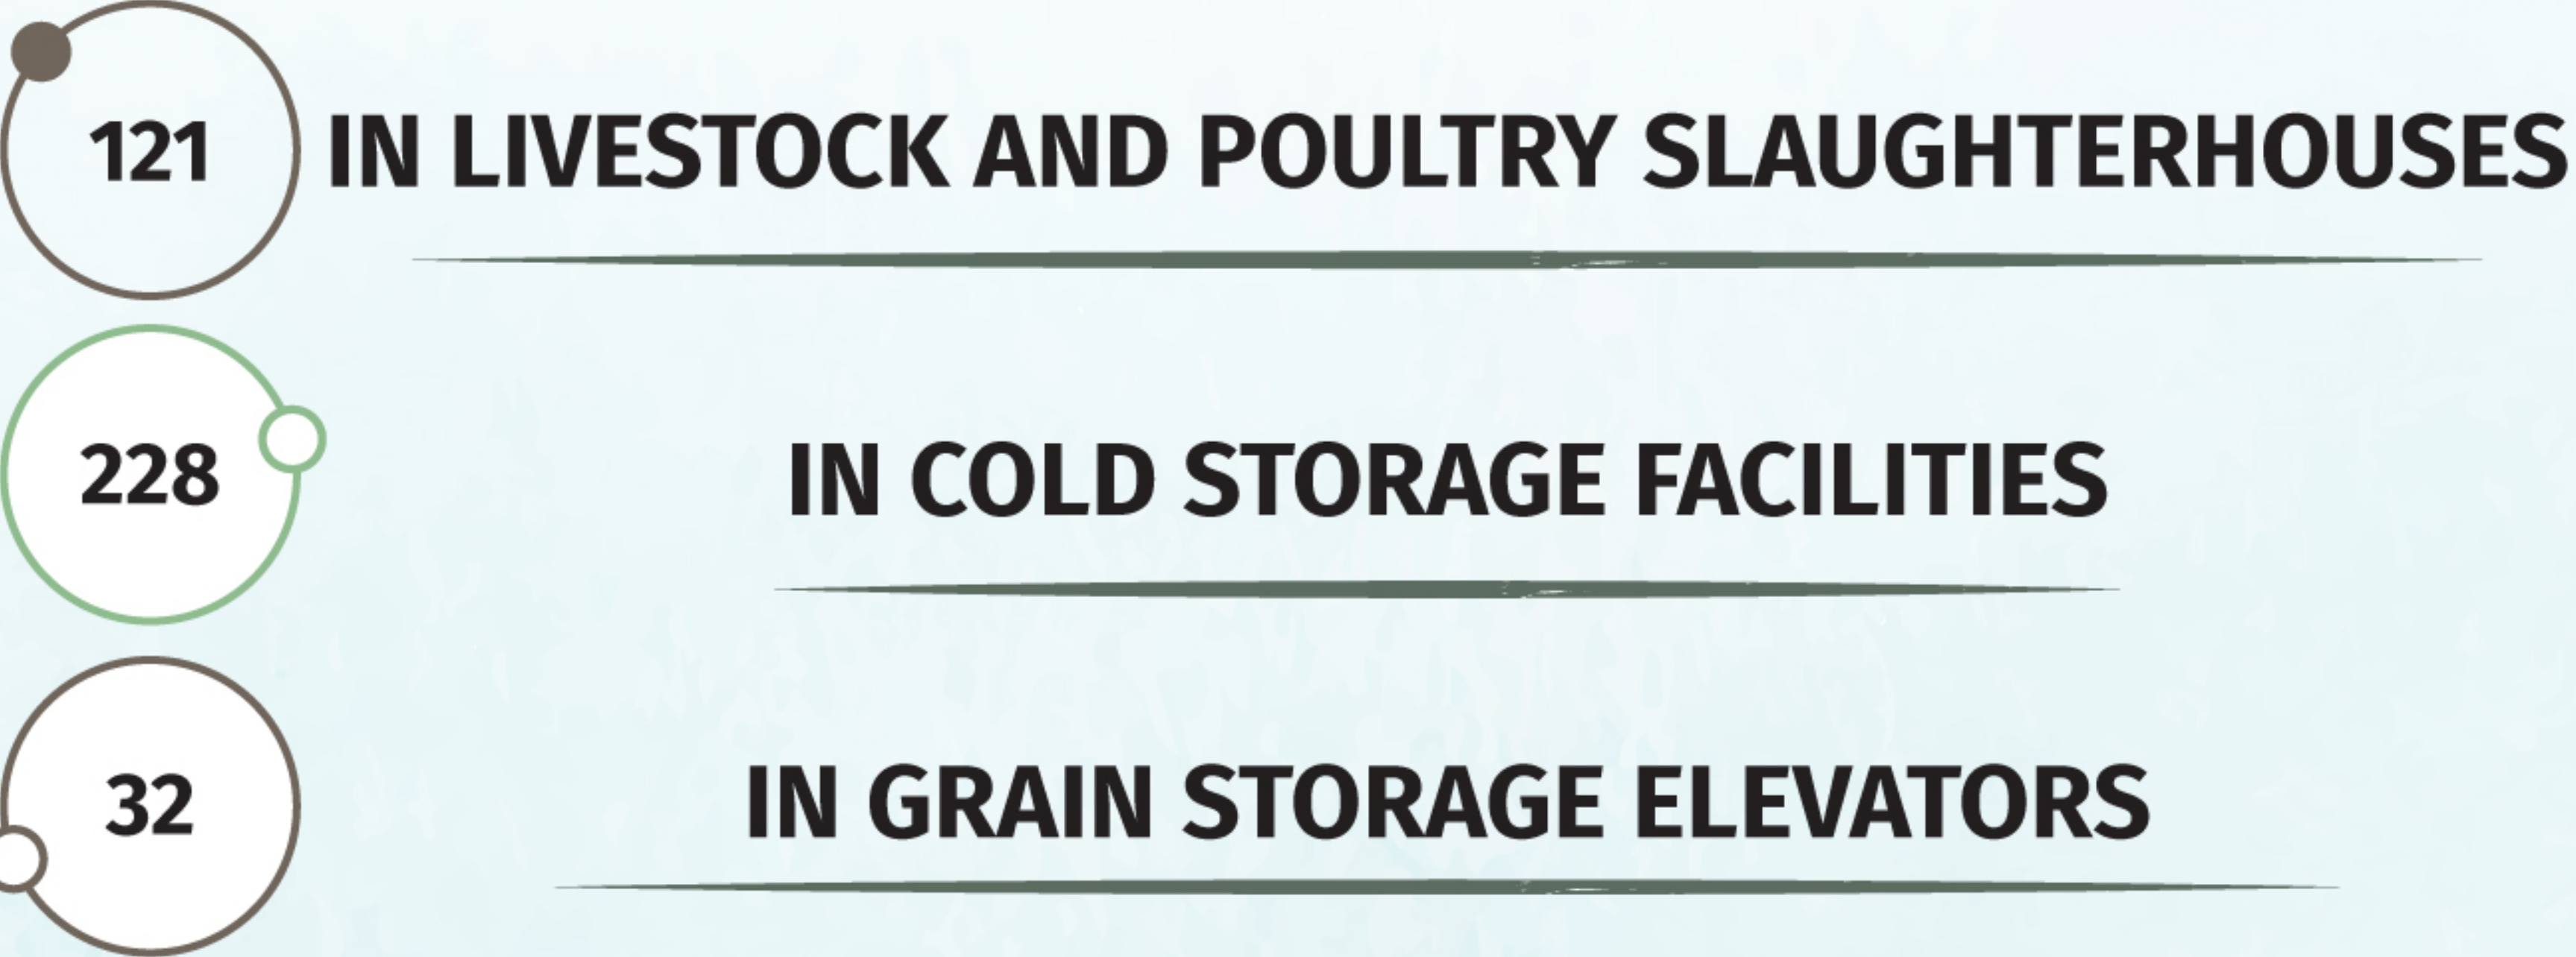 121 IN LIVESTOCK AND POULTRY SLAUGHTERHOUSES
228 IN COLD STORAGE FACILITIES
32 IN GRAIN STORAGE ELEVATORS